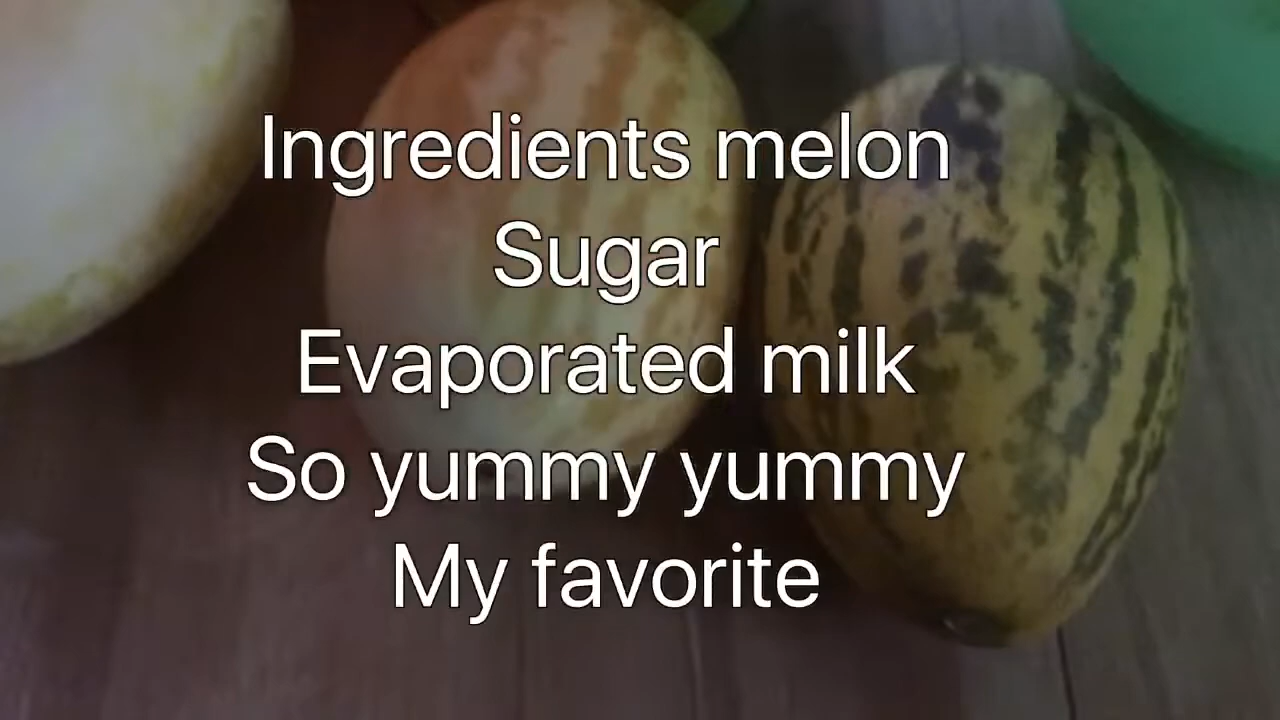 Ingredients melon
Sugar
Evaporated milk
So yummy yummy
My favorite